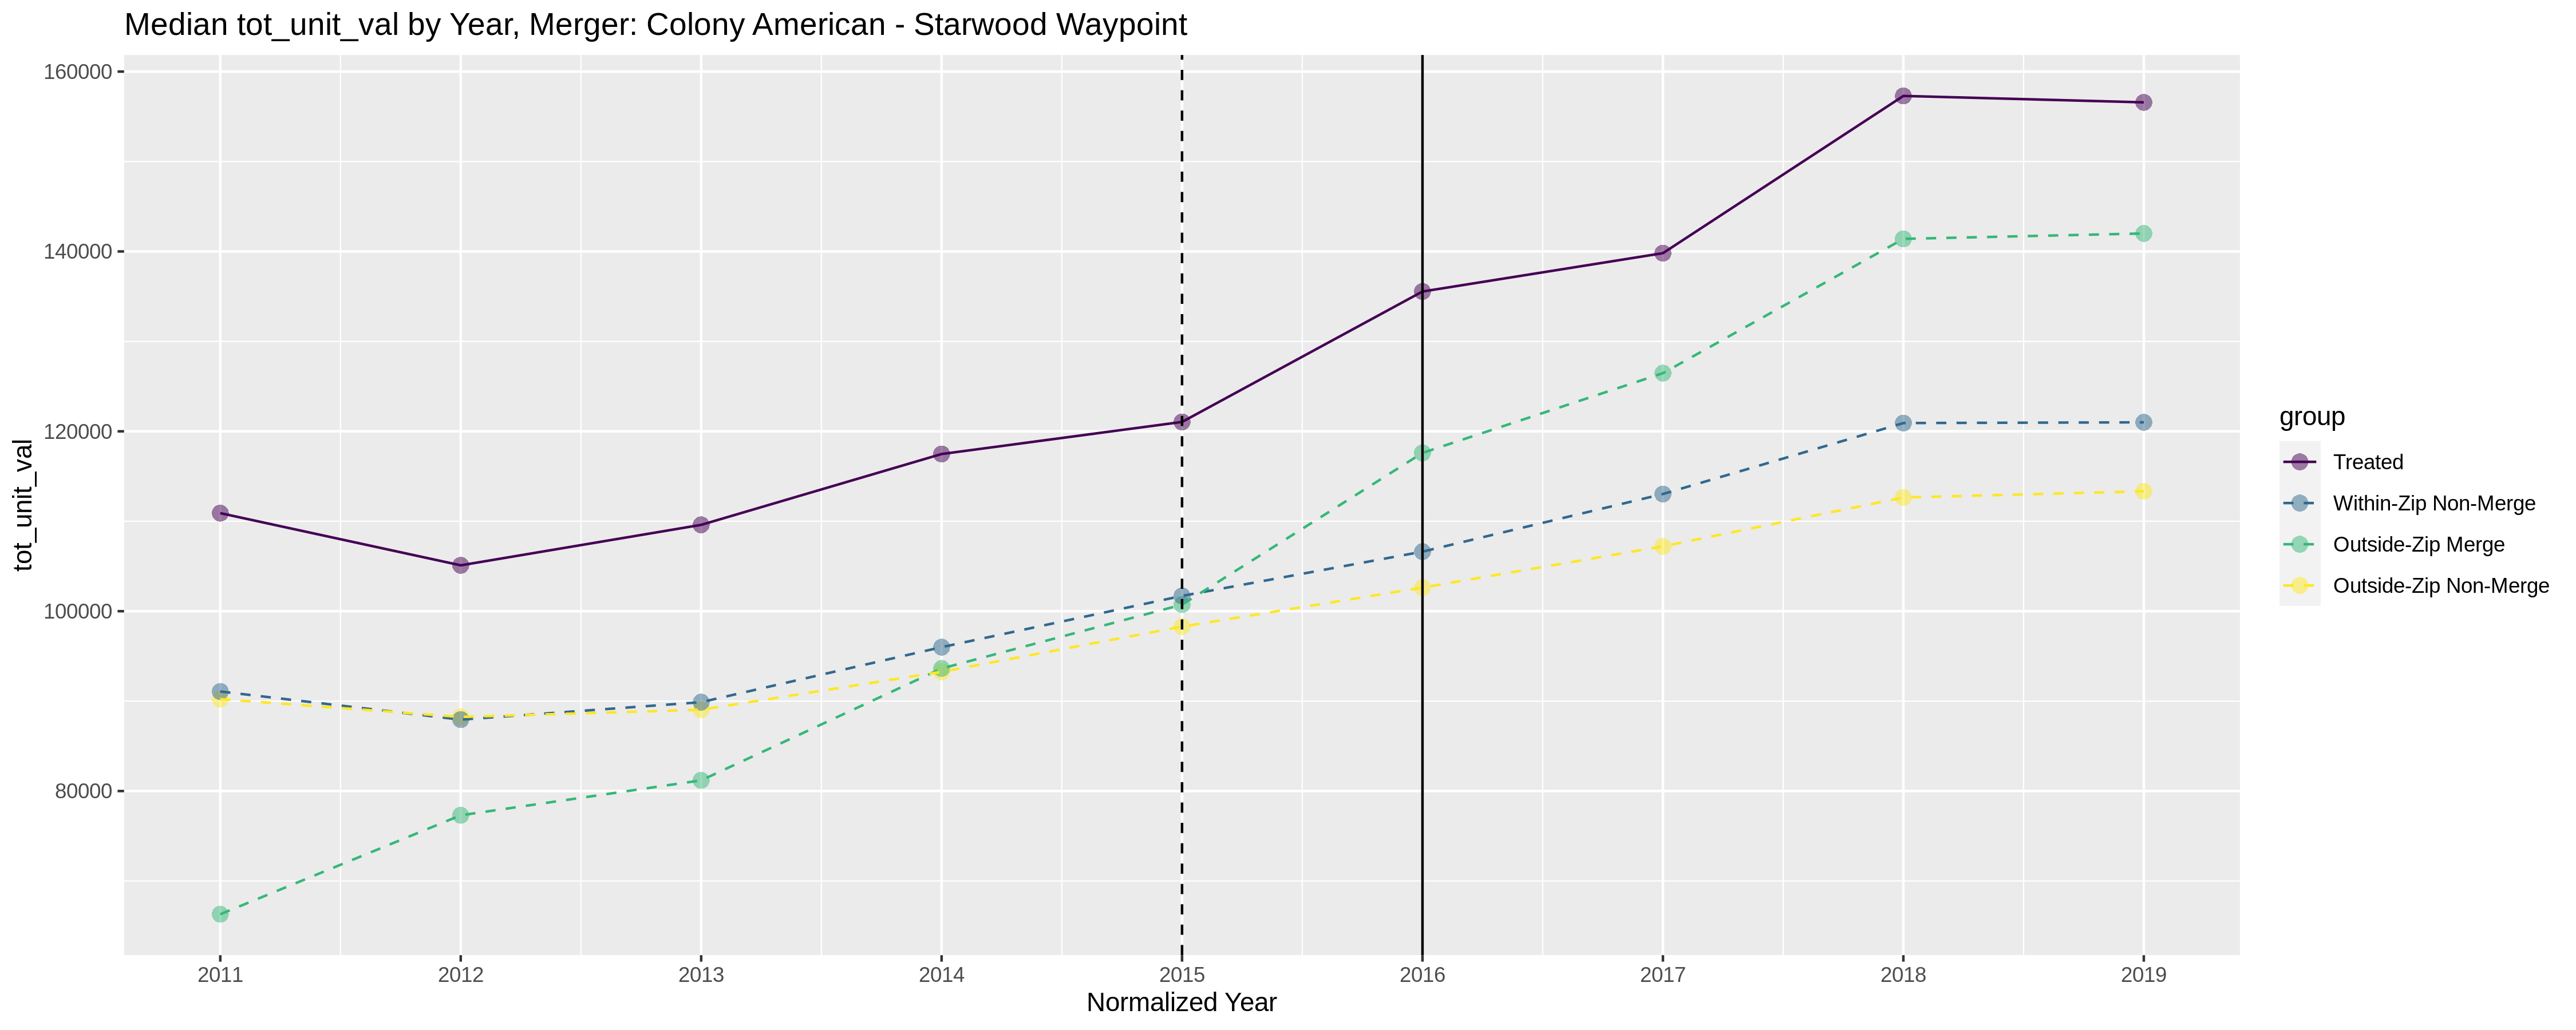 Median tot_unit_val by Year, Merger: Colony American - Starwood Waypoint
160000
140000
120000
100000
80000
tot_unit_val
2011 2012 2013 2014 2015 2016 2017 2018 2019
Normalized Year
group
Treated
Within-Zip Non-Merge
Outside-Zip Merge
Outside-Zip Non-Merge